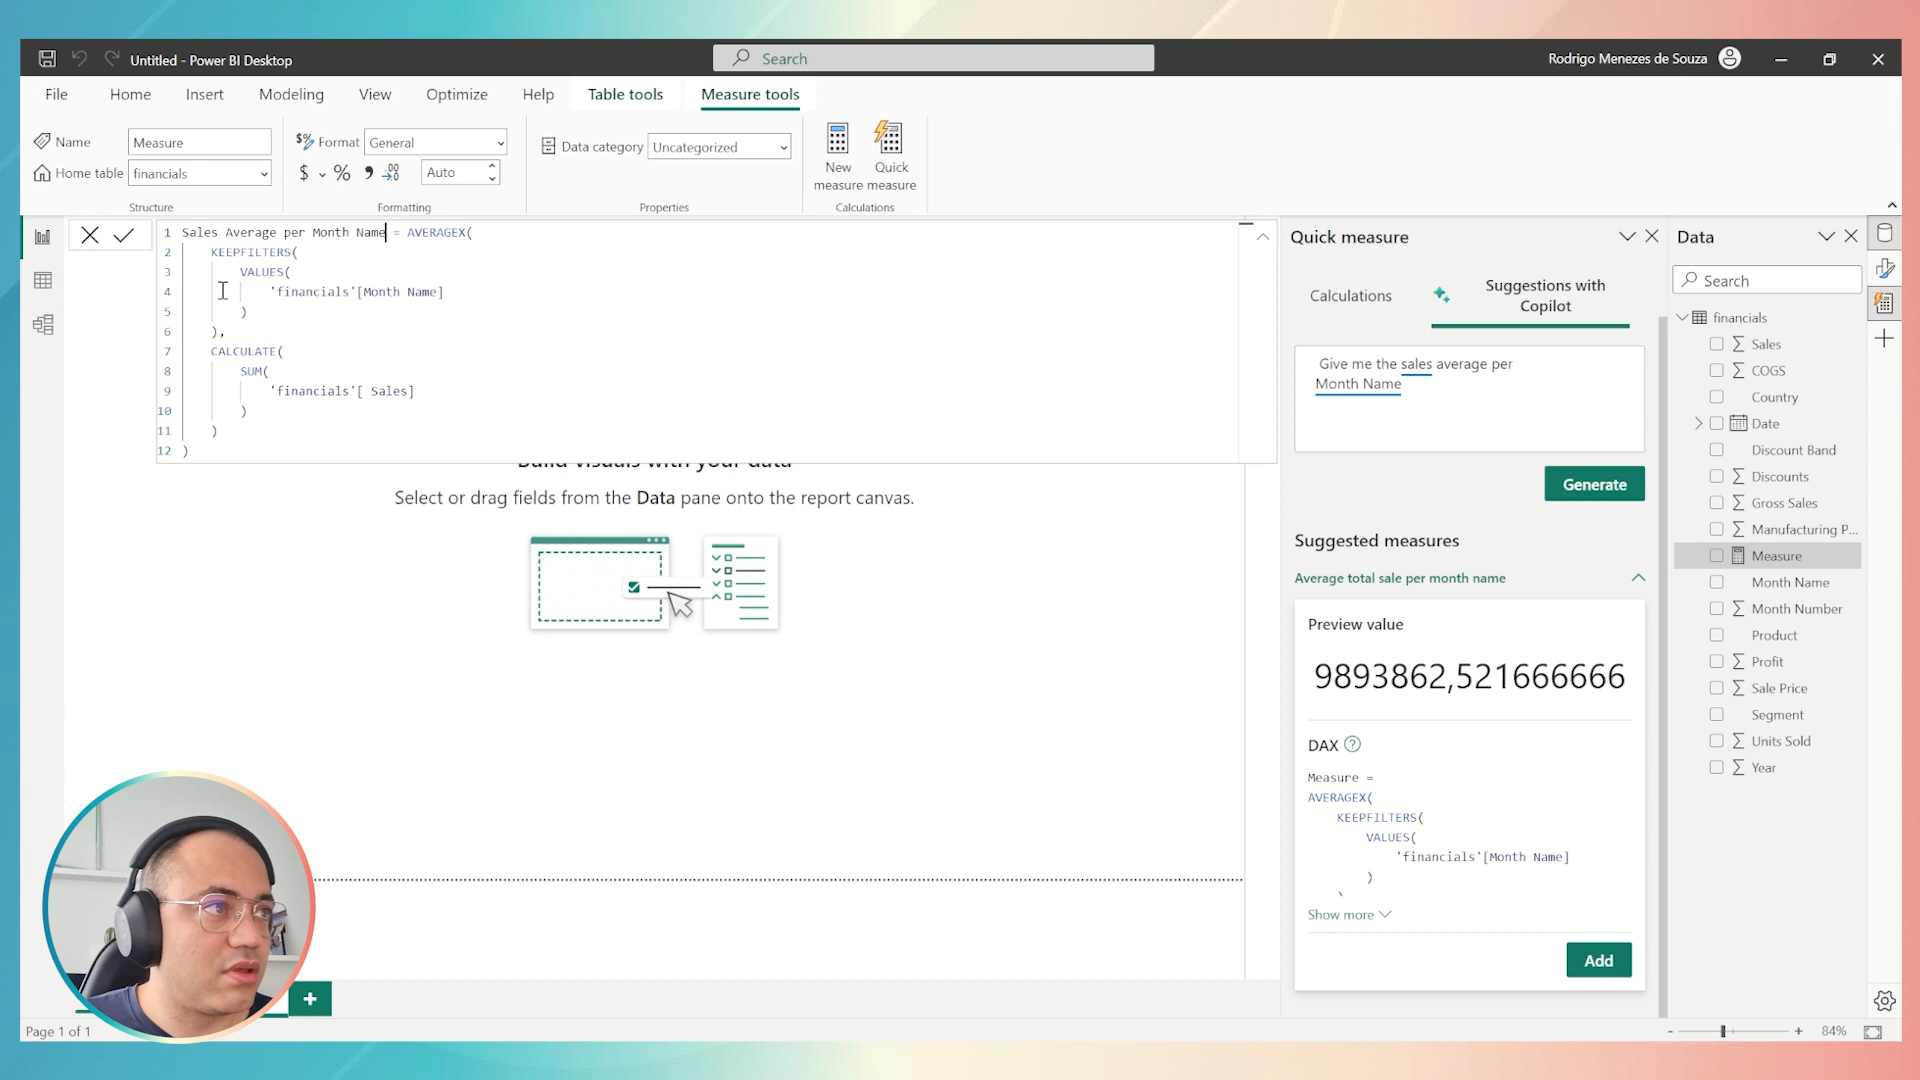 Untitled - Power BI Desktop
Search
Rodrigo Menezes de Souza
File
Home
Insert
Modeling
View
Optimize
Help
Table tools
Measure tools
Name
Measure
Home table
financials
Structure
Format
General
$
%
Auto
Formatting
Data category
Uncategorized
Properties
New measure
Quick measure
Calculations
1 Sales Average per Month Name = AVERAGEX(
2 KEEPFILTERS(
3 VALUES(
4 'financials'[Month Name]
5 )
6 ),
7 CALCULATE(
8 SUM(
9 'financials'[ Sales]
10 )
11 )
12 )
Build visuals with your data
Select or drag fields from the Data pane onto the report canvas.
Page 1 of 1
Quick measure
Calculations
Suggestions with
Copilot
Give me the sales average per
Month Name
Generate
Suggested measures
Average total sale per month name
Preview value
9893862,521666666
DAX
Measure =
AVERAGEX(
KEEPFILTERS(
VALUES(
'financials'[Month Name]
)
Show more
Add
Data
Search
financials
Sales
COGS
Country
Date
Discount Band
Discounts
Gross Sales
Manufacturing P...
Measure
Month Name
Month Number
Product
Profit
Sale Price
Segment
Units Sold
Year
84%